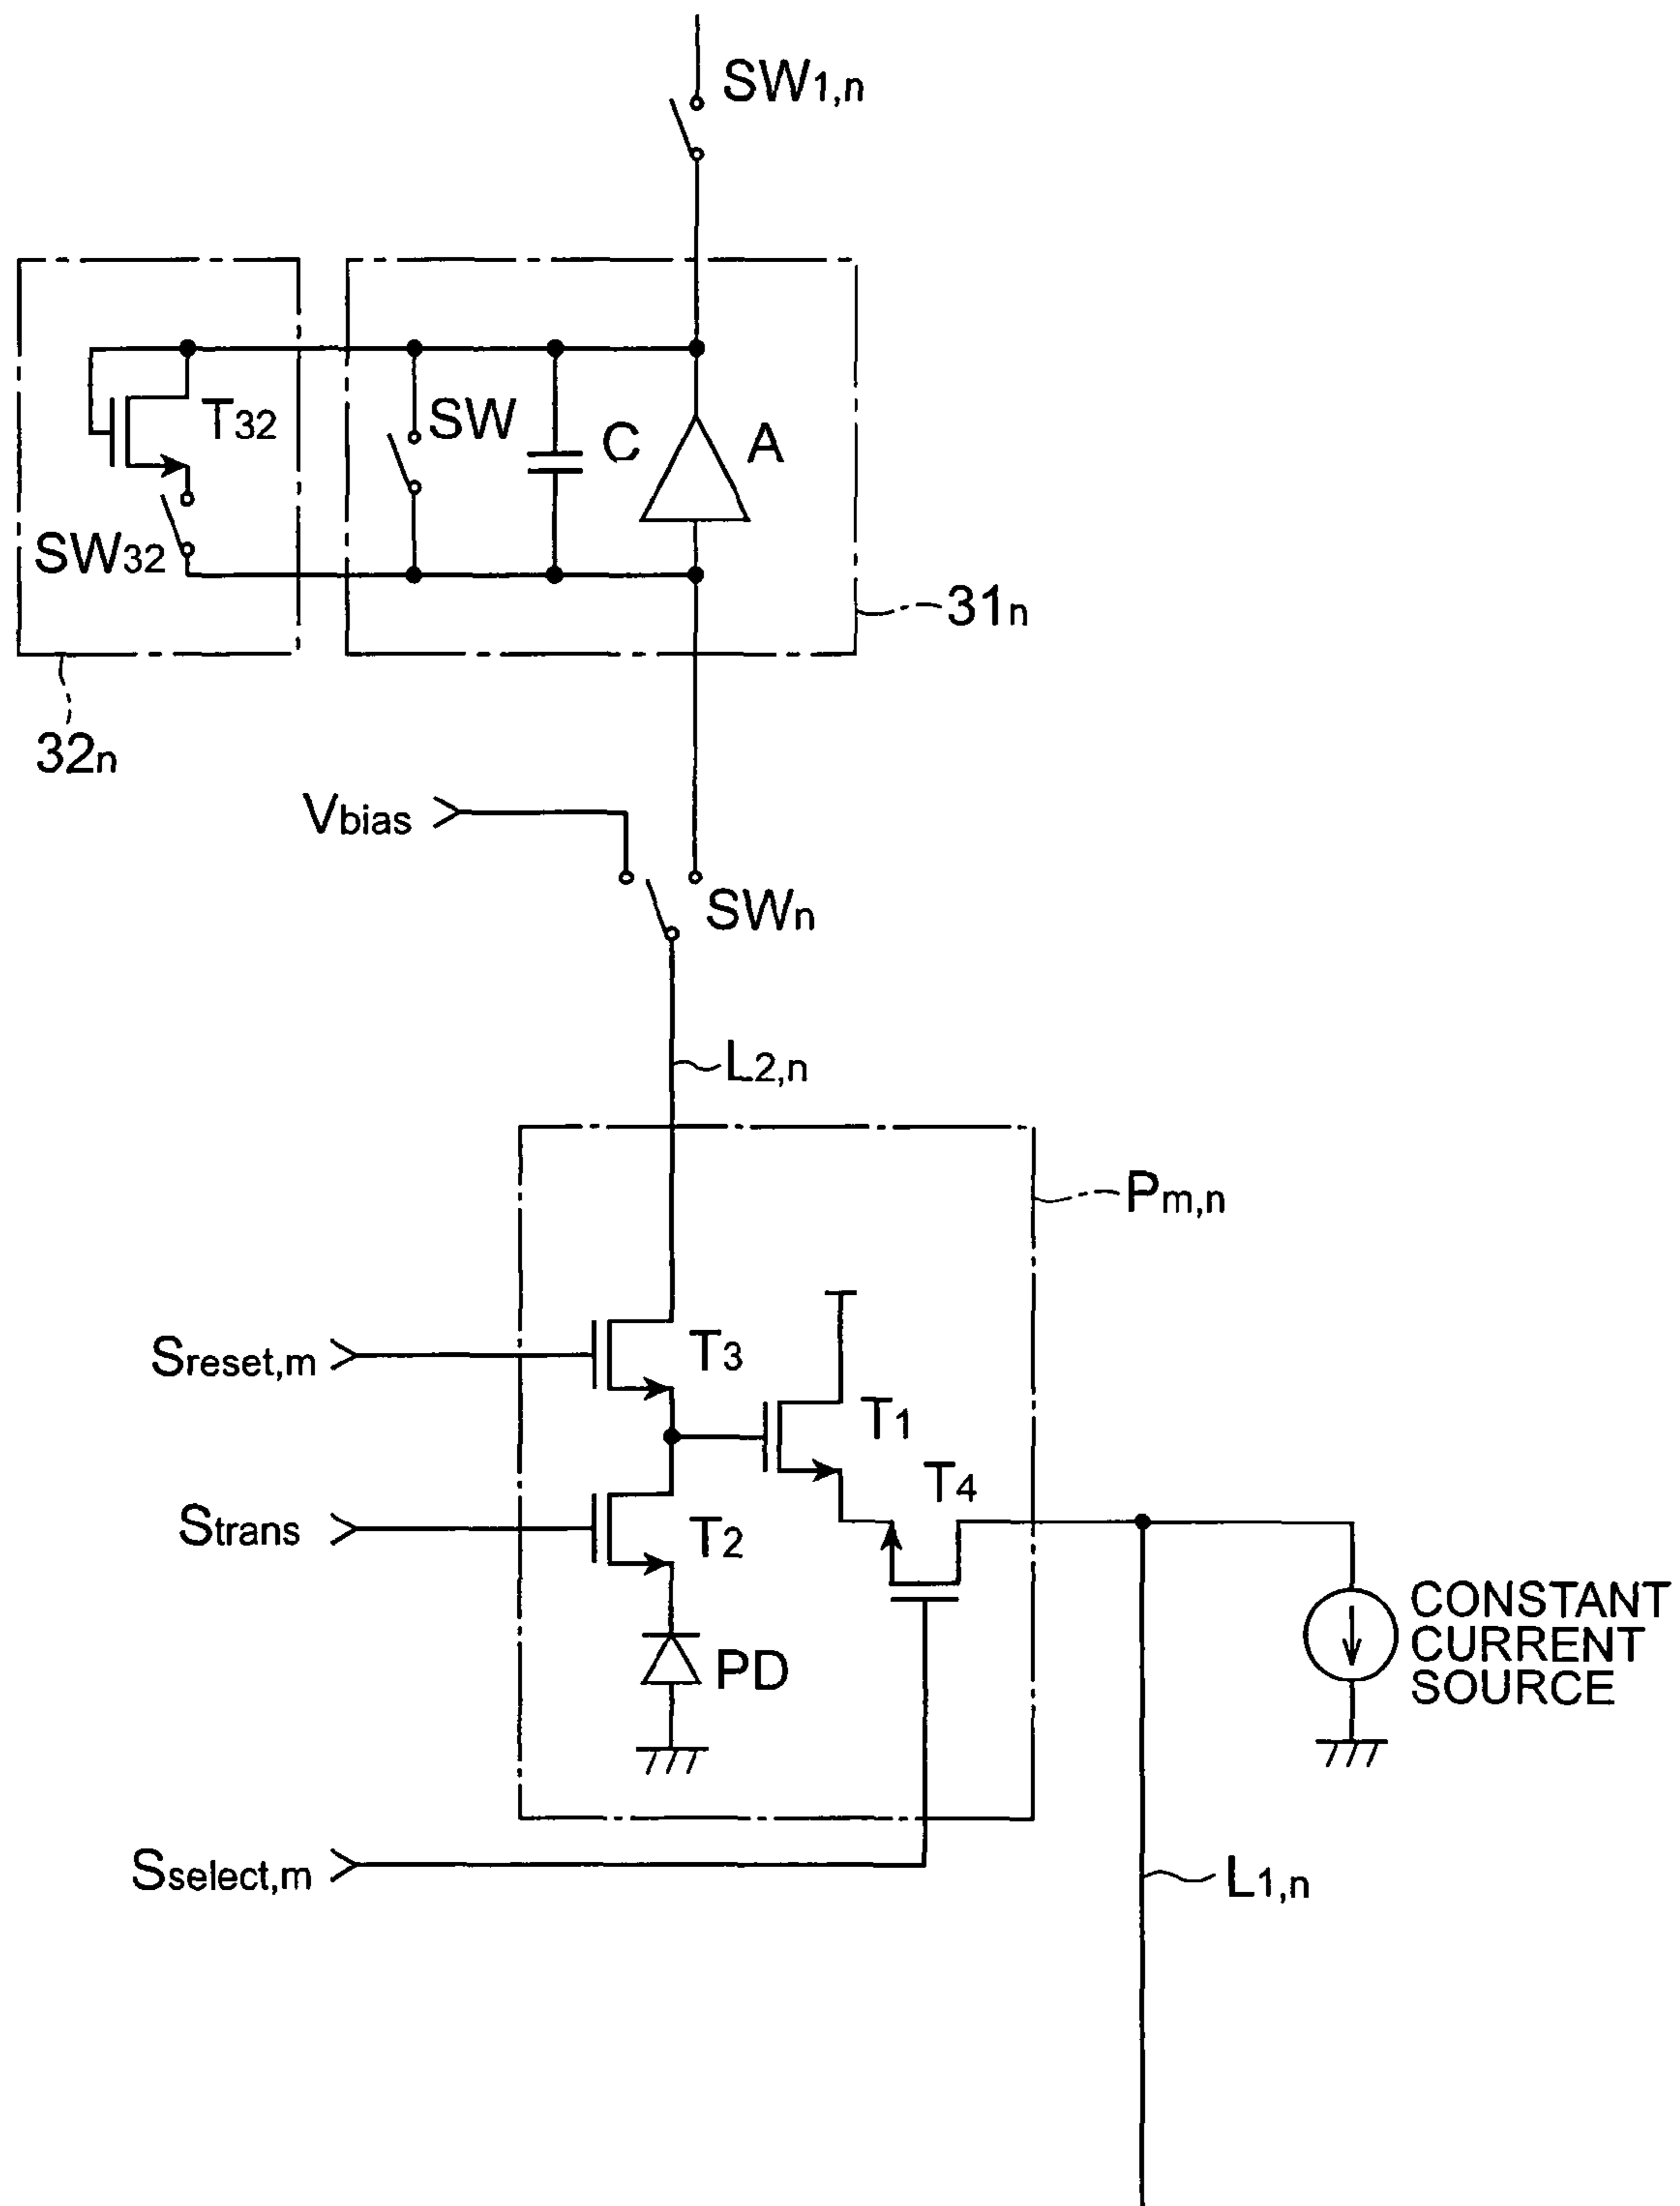 SW1,n
T32
SW
C
A
SW32
31n
32n
Vbias
SWn
L2,n
Pm,n
Sreset,m
T3
T1
T4
Strans
T2
PD
CONSTANT
CURRENT
SOURCE
Sselect,m
L1,n